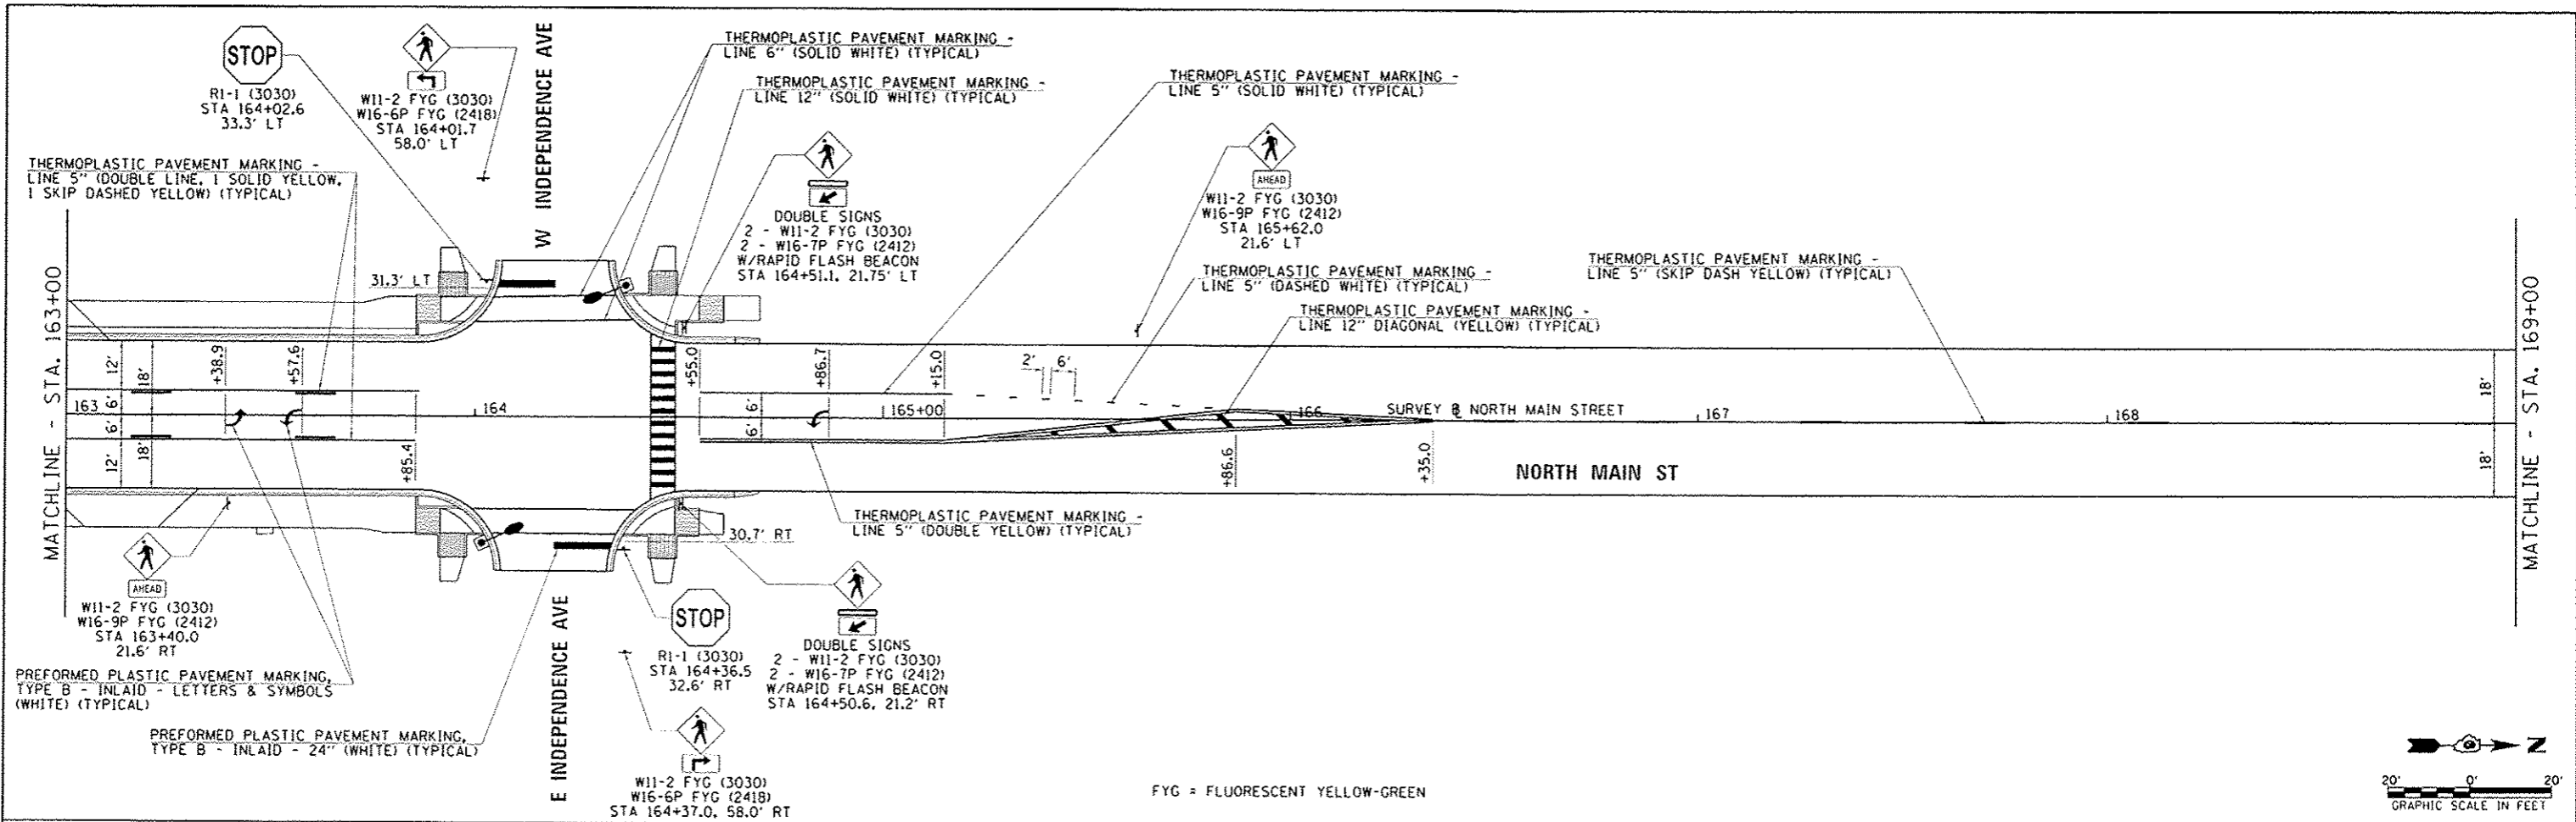 STOP
R1-1 (3030)
STA 164+02.6
33.3' LT
W11-2 FYG (3030)
W16-6P FYG (2418)
STA 164+01.7
58.0' LT
W INDEPENDENCE AVE
THERMOPLASTIC PAVEMENT MARKING -
LINE 6" (SOLID WHITE) (TYPICAL)
THERMOPLASTIC PAVEMENT MARKING -
LINE 12" (SOLID WHITE) (TYPICAL)
THERMOPLASTIC PAVEMENT MARKING -
LINE 5" (SOLID WHITE) (TYPICAL)
THERMOPLASTIC PAVEMENT MARKING -
LINE 5" (DOUBLE LINE, 1 SOLID YELLOW,
1 SKIP DASHED YELLOW) (TYPICAL)
DOUBLE SIGNS
2 - W11-2 FYG (3030)
2 - W16-7P FYG (2412)
W/RAPID FLASH BEACON
STA 164+51.1, 21.75' LT
AHEAD
W11-2 FYG (3030)
W16-9P FYG (2412)
STA 165+62.0
21.6' LT
THERMOPLASTIC PAVEMENT MARKING -
LINE 5" (DASHED WHITE) (TYPICAL)
THERMOPLASTIC PAVEMENT MARKING -
LINE 5" (SKIP DASH YELLOW) (TYPICAL)
THERMOPLASTIC PAVEMENT MARKING -
LINE 12" DIAGONAL (YELLOW) (TYPICAL)
MATCHLINE - STA. 163+00
MATCHLINE - STA. 169+00
31.3' LT
12'
18'
6'
6'
18'
12'
+38.9
+57.6
+85.4
+55.0
+86.7
+15.0
2'
6'
6'
6'
18'
18'
163
164
165+00
166
SURVEY ℄ NORTH MAIN STREET
167
168
+86.6
+35.0
NORTH MAIN ST
THERMOPLASTIC PAVEMENT MARKING -
LINE 5" (DOUBLE YELLOW) (TYPICAL)
30.7' RT
AHEAD
W11-2 FYG (3030)
W16-9P FYG (2412)
STA 163+40.0
21.6' RT
PREFORMED PLASTIC PAVEMENT MARKING,
TYPE B - INLAID - LETTERS & SYMBOLS
(WHITE) (TYPICAL)
PREFORMED PLASTIC PAVEMENT MARKING,
TYPE B - INLAID - 24" (WHITE) (TYPICAL)
E INDEPENDENCE AVE
STOP
R1-1 (3030)
STA 164+36.5
32.6' RT
DOUBLE SIGNS
2 - W11-2 FYG (3030)
2 - W16-7P FYG (2412)
W/RAPID FLASH BEACON
STA 164+50.6, 21.2' RT
W11-2 FYG (3030)
W16-6P FYG (2418)
STA 164+37.0, 58.0' RT
FYG = FLUORESCENT YELLOW-GREEN
N
20' 0' 20'
GRAPHIC SCALE IN FEET